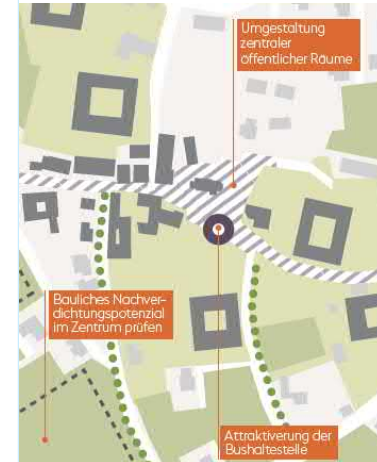 Umgestaltung
zentraler
öffentlicher Räume
Bauliches Nachver-
dichtungspotenzial
im Zentrum prüfen
Attraktivierung der
Bushaltestelle